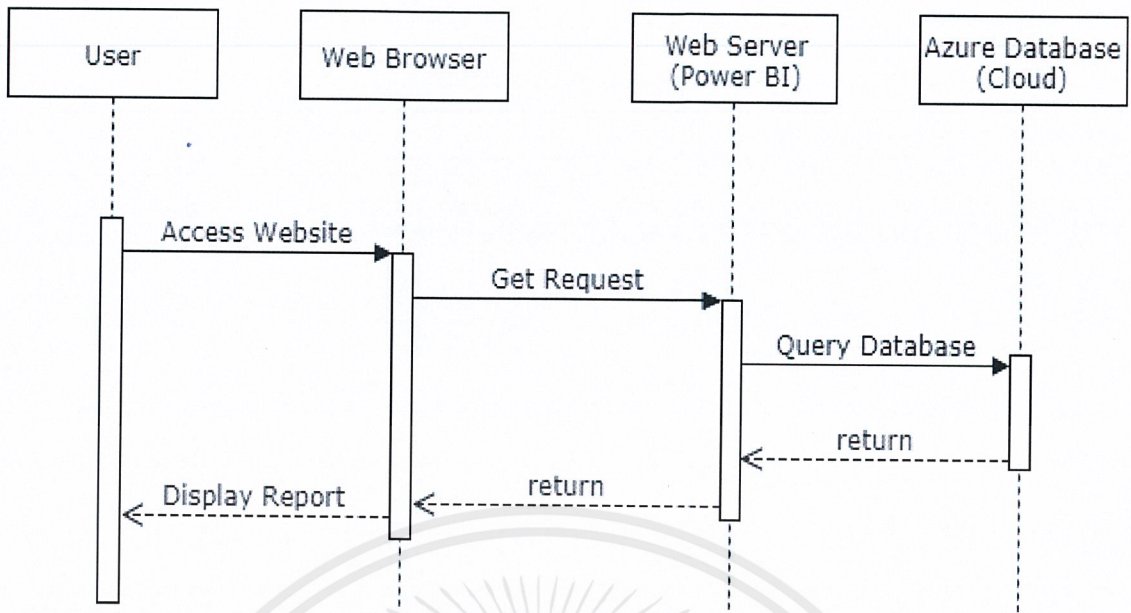 User
Web Browser
Web Server
(Power BI)
Azure Database
(Cloud)
Access Website
Get Request
Query Database
return
return
Display Report